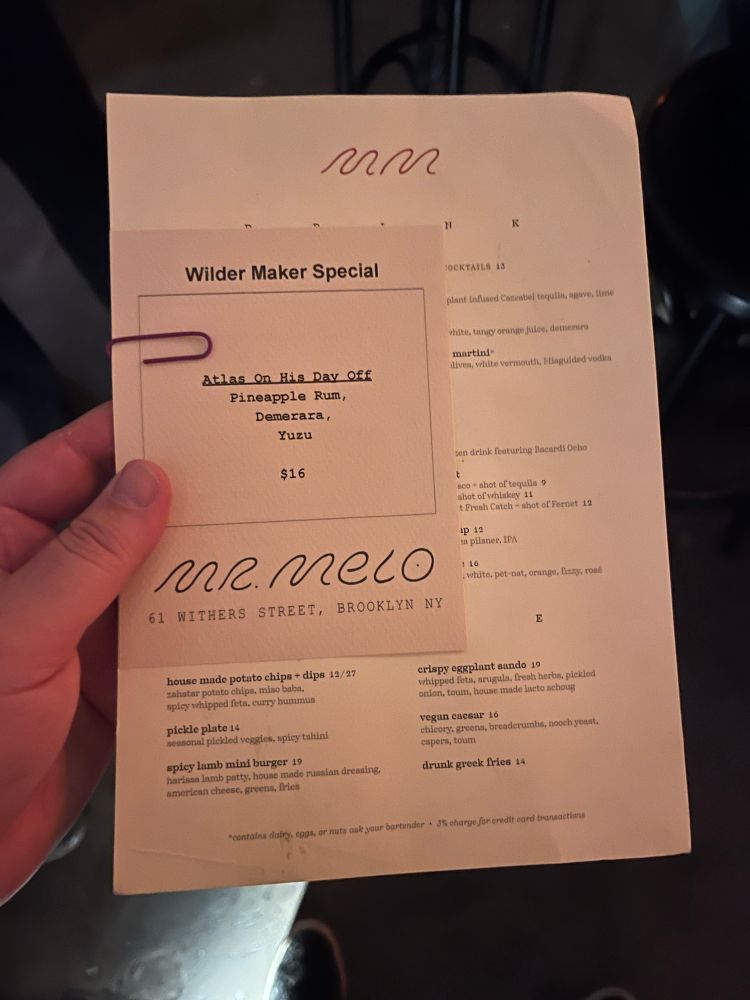 MM
N K
Wilder Maker Special
Atlas On His Day Off
Pineapple Rum,
Demerara,
Yuzu
$16
MR. MELO
61 WITHERS STREET, BROOKLYN NY
COCKTAILS 13
plant infused Cascabel tequila, agave, lime
white, tangy orange juice, demerara
martini*
white vermouth, Misguided vodka
drink featuring Bacardi Ocho
+ shot of tequila 9
shot of whiskey 11
Fresh Catch + shot of Fernet 12
12
pilsner, IPA
16
white, pet-nat, orange, fizzy, rosé
E
house made potato chips + dips 12/27
zahatar potato chips, miso baba,
spicy whipped feta, curry hummus
pickle plate 14
seasonal pickled veggies, spicy tahini
spicy lamb mini burger 19
harissa lamb patty, house made russian dressing,
american cheese, greens, fries
crispy eggplant sando 19
whipped feta, arugula, fresh herbs, pickled
onion, toum, house made lacto schoug
vegan caesar 16
chicory, greens, breadcrumbs, nooch yeast,
capers, toum
drunk greek fries 14
*contains dairy, eggs, or nuts ask your bartender • 3% charge for credit card transactions